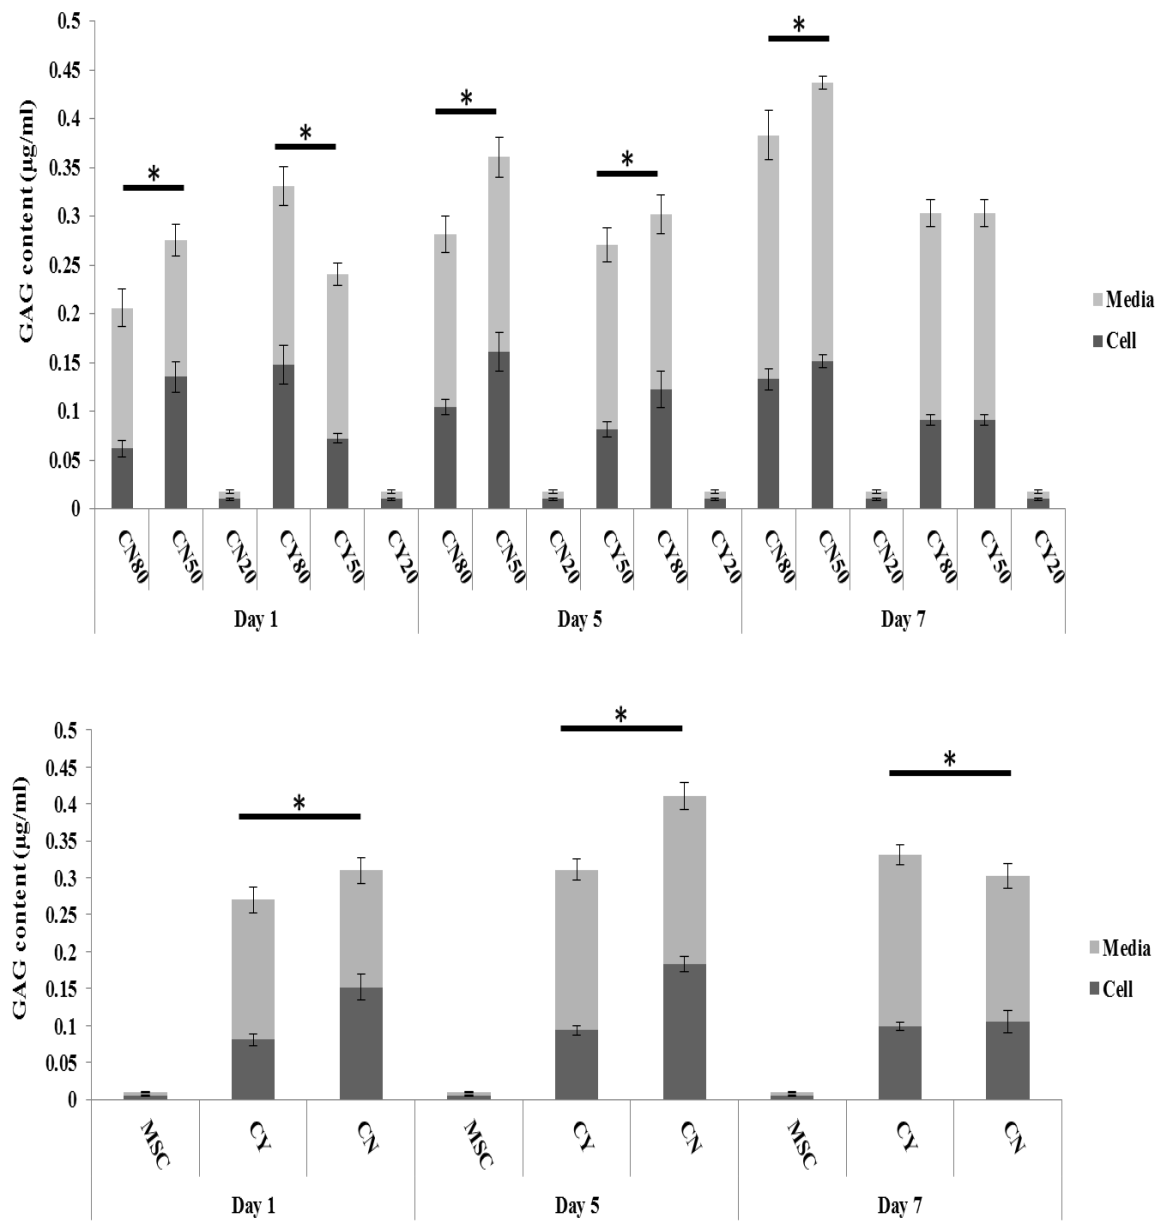 0.5
0.45
0.4
0.35
0.3
0.25
0.2
0.15
0.1
0.05
0
GAG content (µg/ml)
* * * * *
Media
Cell
CN80 CN50 CN20 CY80 CY50 CY20 CN80 CN50 CN20 CY50 CY80 CY20 CN80 CN50 CN20 CY80 CY50 CY20
Day 1 Day 5 Day 7
0.5
0.45
0.4
0.35
0.3
0.25
0.2
0.15
0.1
0.05
0
GAG content (µg/ml)
* * *
Media
Cell
MSC CY CN MSC CY CN MSC CY CN
Day 1 Day 5 Day 7